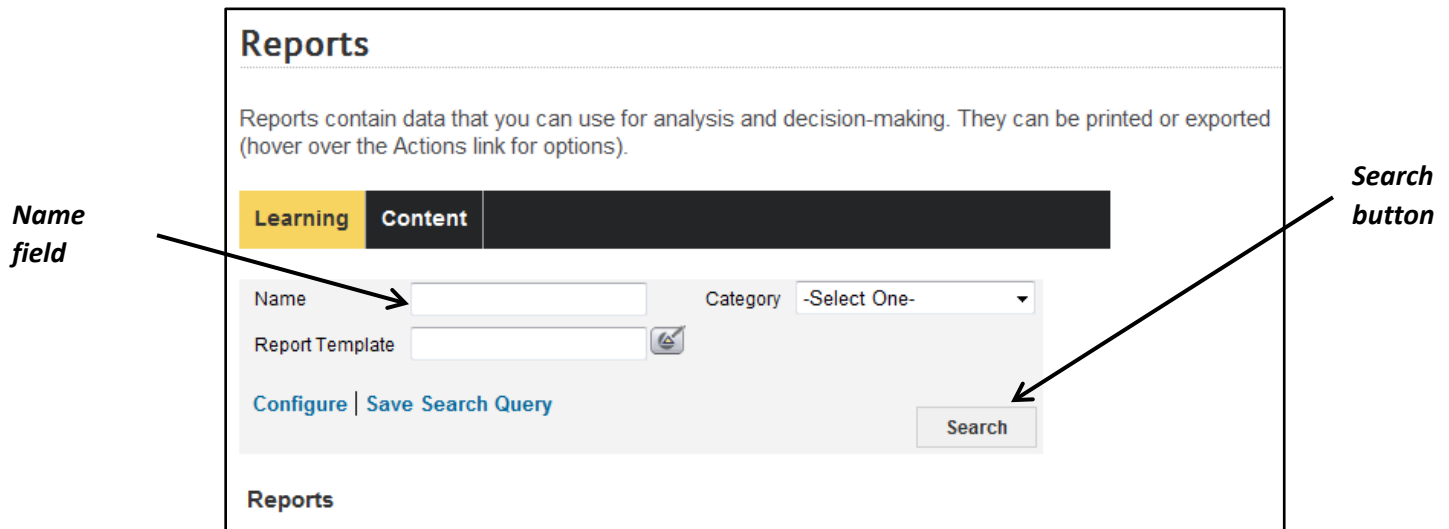 Reports
Reports contain data that you can use for analysis and decision-making. They can be printed or exported
(hover over the Actions link for options).
Search
button
Name
field
Learning Content
Name Category -Select One-
Report Template
Configure | Save Search Query
Search
Reports